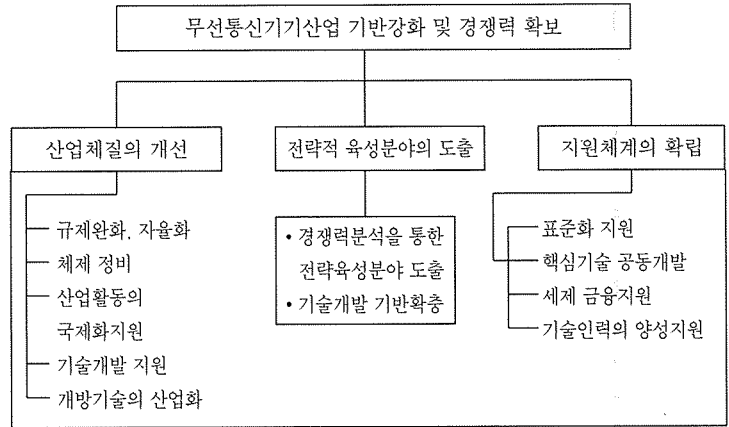 무선통신기기산업 기반강화 및 경쟁력 확보
산업체질의 개선
규제완화, 자율화
체제 정비
산업활동의
국제화지원
기술개발 지원
개방기술의 산업화
전략적 육성분야의 도출
• 경쟁력분석을 통한
전략육성분야 도출
• 기술개발 기반확충
지원체계의 확립
표준화 지원
핵심기술 공동개발
세제 금융지원
기술인력의 양성지원